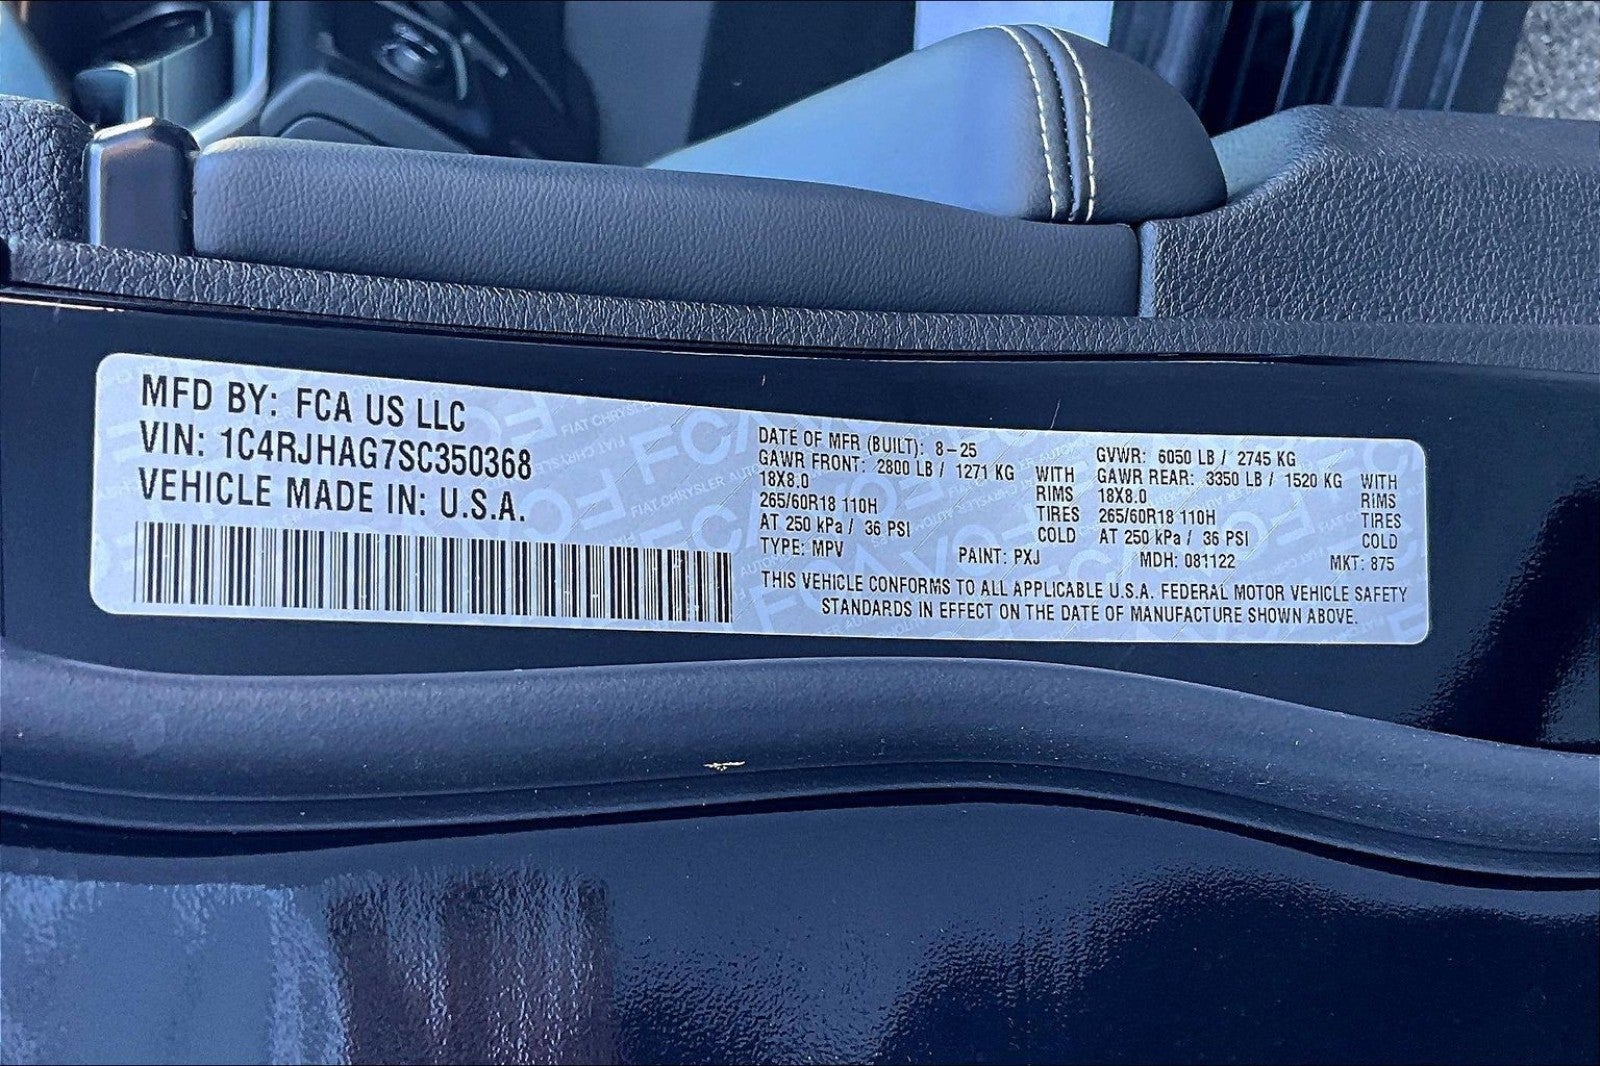 MFD BY: FCA US LLC
VIN: 1C4RJHAG7SC350368
VEHICLE MADE IN: U.S.A.
DATE OF MFR (BUILT): 8-25 GVWR: 6050 LB / 2745 KG
GAWR FRONT: 2800 LB / 1271 KG WITH GAWR REAR: 3350 LB / 1520 KG WITH
18X8.0 RIMS 18X8.0 RIMS
265/60R18 110H TIRES 265/60R18 110H TIRES
AT 250 kPa / 36 PSI COLD AT 250 kPa / 36 PSI COLD
TYPE: MPV PAINT: PXJ MDH: 081122 MKT: 875
THIS VEHICLE CONFORMS TO ALL APPLICABLE U.S.A. FEDERAL MOTOR VEHICLE SAFETY
STANDARDS IN EFFECT ON THE DATE OF MANUFACTURE SHOWN ABOVE.